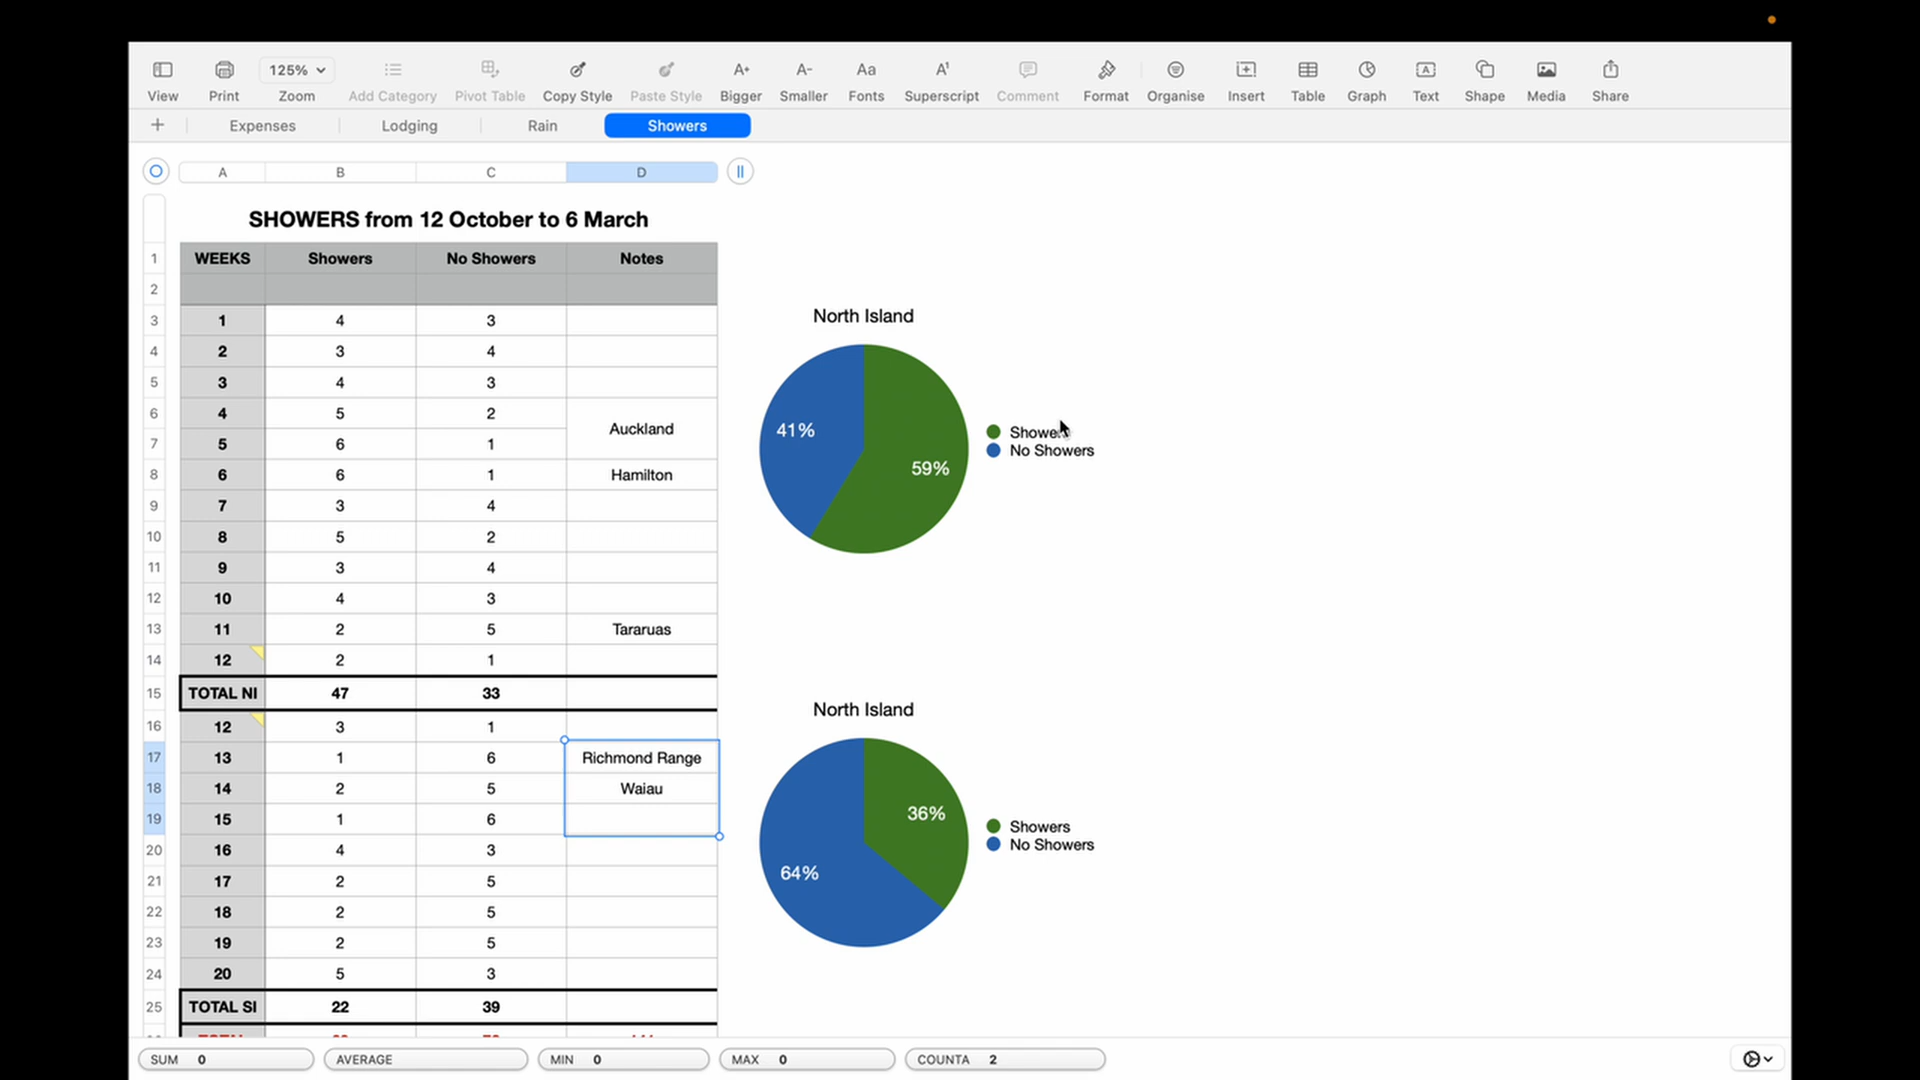 125%
View Print Zoom Add Category Pivot Table Copy Style Paste Style Bigger Smaller Fonts Superscript Comment Format Organise Insert Table Graph Text Shape Media Share
Expenses Lodging Rain Showers
A B C D
SHOWERS from 12 October to 6 March
1 WEEKS Showers No Showers Notes
2
3 1 4 3
4 2 3 4
5 3 4 3
6 4 5 2
Auckland
7 5 6 1
8 6 6 1 Hamilton
9 7 3 4
10 8 5 2
11 9 3 4
12 10 4 3
13 11 2 5 Tararuas
14 12 2 1
15 TOTAL NI 47 33
16 12 3 1
17 13 1 6 Richmond Range
18 14 2 5 Waiau
19 15 1 6
20 16 4 3
21 17 2 5
22 18 2 5
23 19 2 5
24 20 5 3
25 TOTAL SI 22 39
North Island
41%
59%
Showers
No Showers
North Island
36%
64%
Showers
No Showers
SUM 0 AVERAGE MIN 0 MAX 0 COUNTA 2